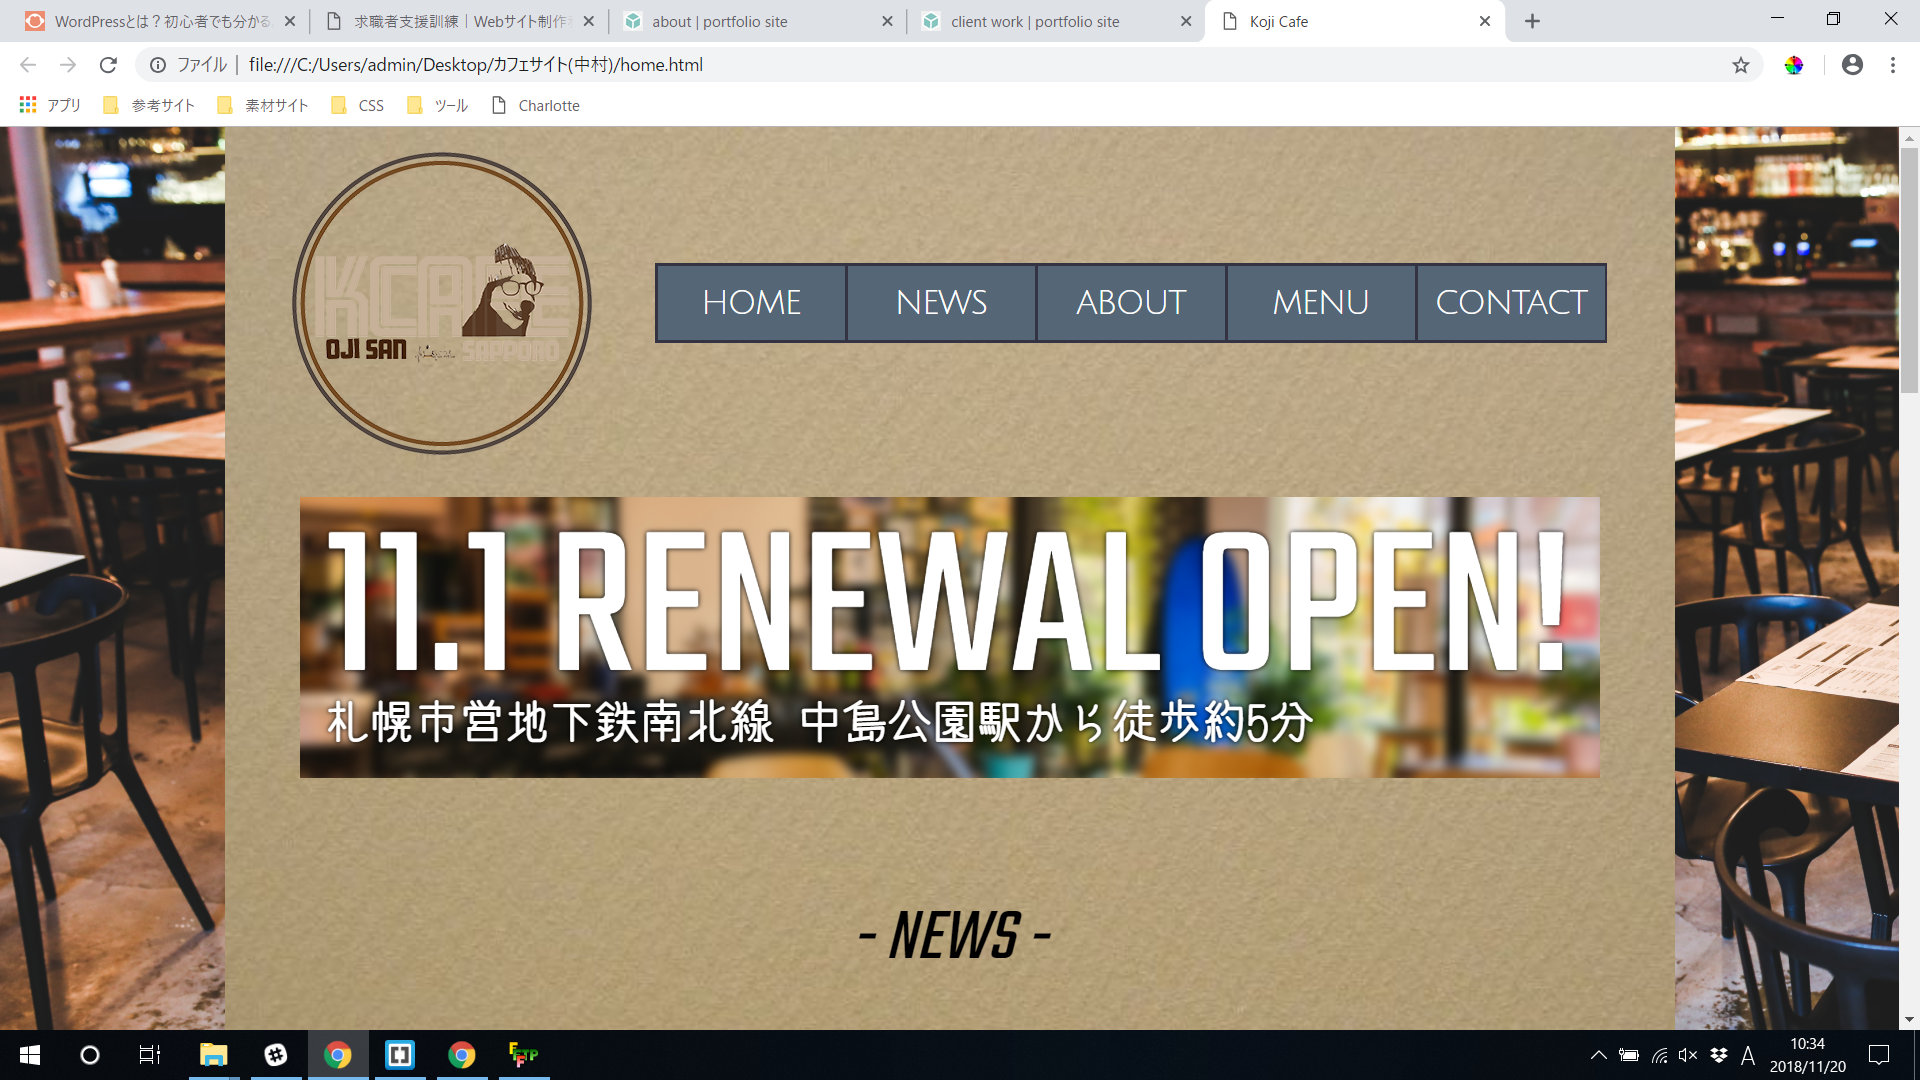 WordPressとは？初心者でも分かる
求職者支援訓練｜Webサイト制作
about | portfolio site
client work | portfolio site
Koji Cafe
ファイル | file:///C:/Users/admin/Desktop/カフェサイト(中村)/home.html
アプリ 参考サイト 素材サイト CSS ツール Charlotte
KCAFE
OJI SAN SAPPORO
HOME NEWS ABOUT MENU CONTACT
11.1 RENEWAL OPEN!
札幌市営地下鉄南北線 中島公園駅から徒歩約5分
- NEWS -
A
10:34
2018/11/20